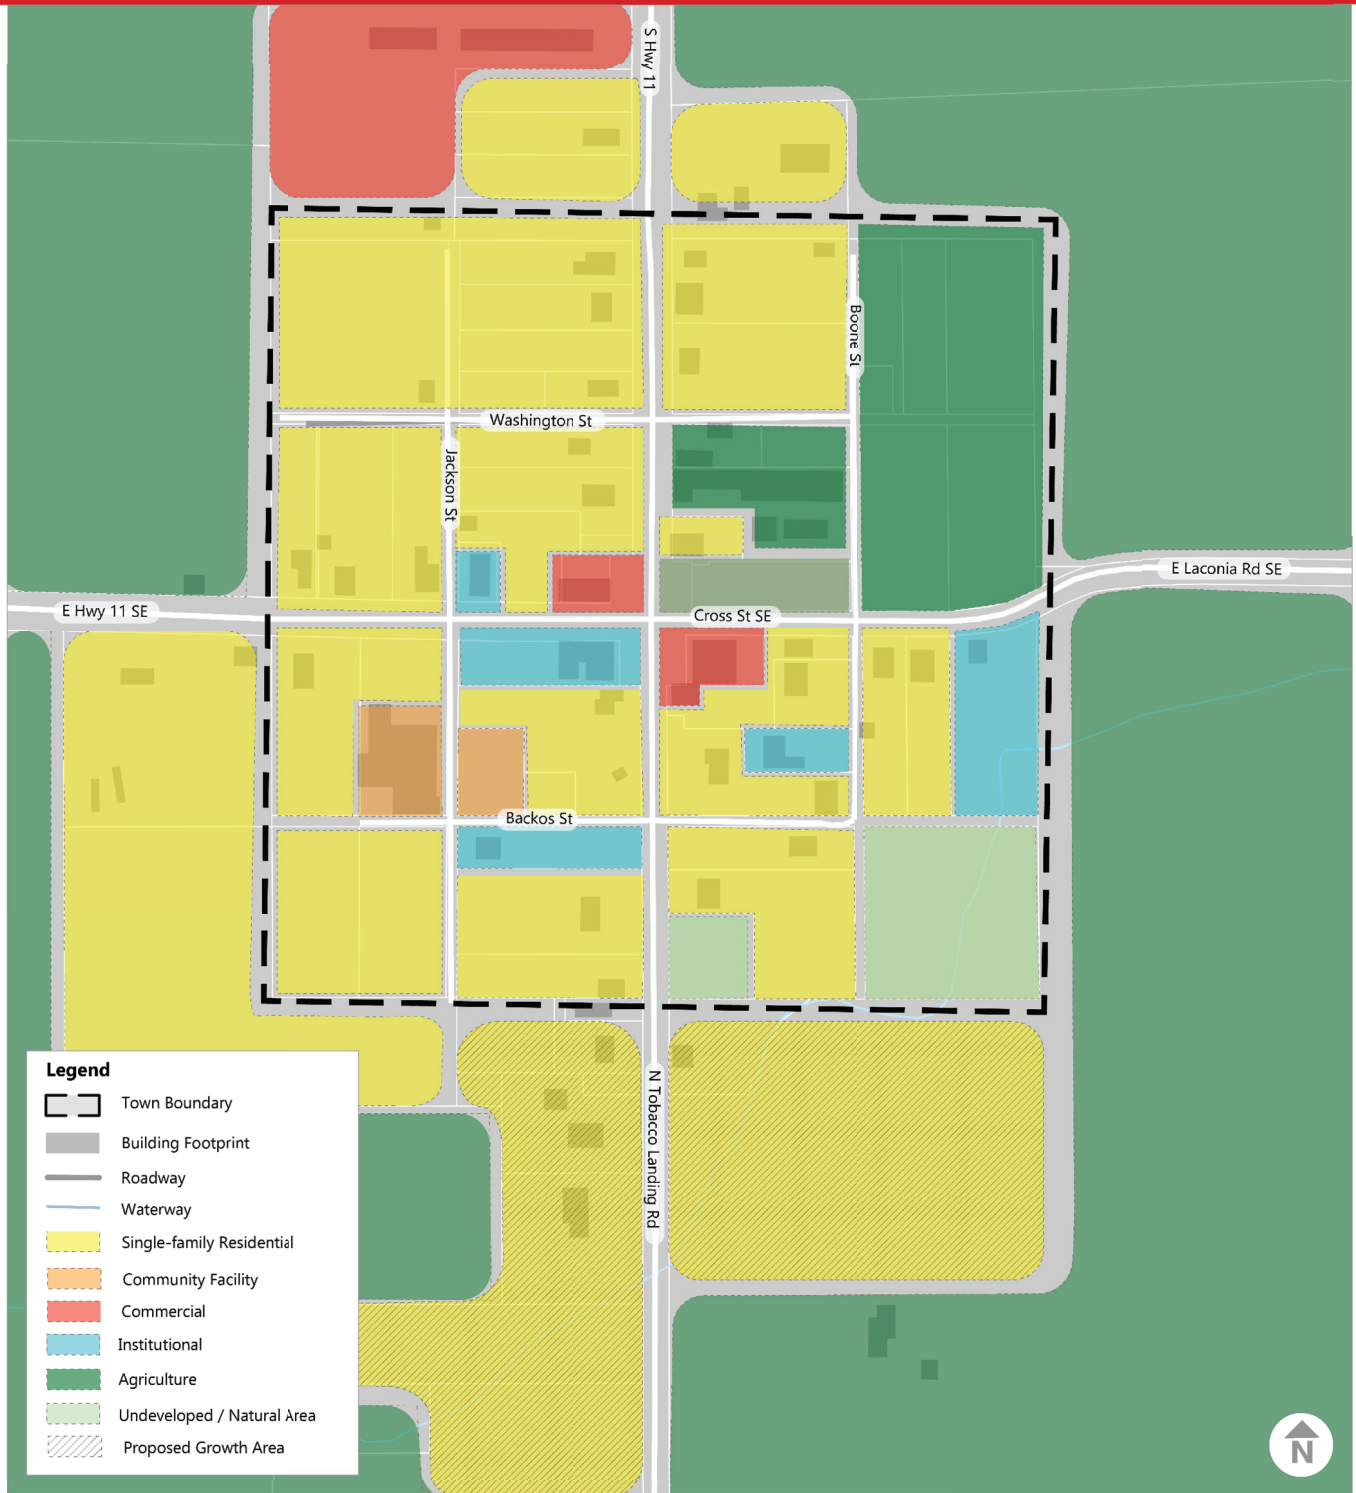 S Hwy 11
Boone St
Washington St
Jackson St
E Laconia Rd SE
E Hwy 11 SE
Cross St SE
Backos St
N Tobacco Landing Rd
Legend
Town Boundary
Building Footprint
Roadway
Waterway
Single-family Residential
Community Facility
Commercial
Institutional
Agriculture
Undeveloped / Natural Area
Proposed Growth Area
N